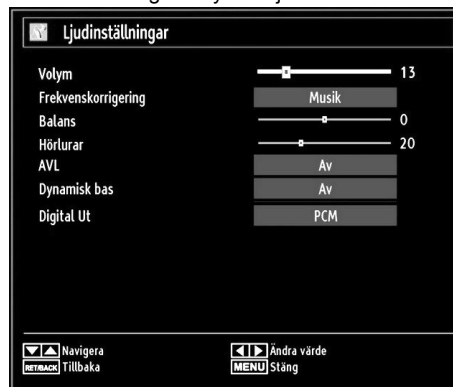 Ljudinställningar
Volym 13
Frekvenskorrigering Musik
Balans 0
Hörlurar 20
AVL Av
Dynamisk bas Av
Digital Ut PCM
Navigera Ändra värde
RET/BACK Tillbaka MENU Stäng